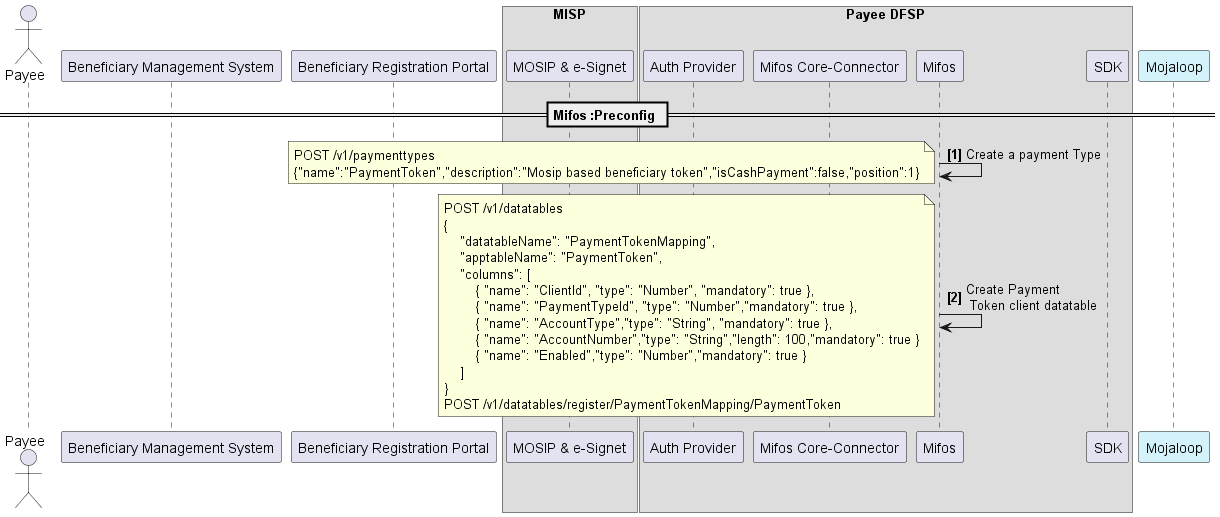 MISP
Payee DFSP
Payee
Beneficiary Management System
Beneficiary Registration Portal
MOSIP & e-Signet
Auth Provider
Mifos Core-Connector
Mifos
SDK
Mojaloop
Mifos :Preconfig
POST /v1/paymenttypes
{"name":"PaymentToken","description":"Mosip based beneficiary token","isCashPayment":false,"position":1}
[1] Create a payment Type
POST /v1/datatables
{
"datatableName": "PaymentTokenMapping",
"apptableName": "PaymentToken",
"columns": [
{ "name": "ClientId", "type": "Number", "mandatory": true },
{ "name": "PaymentTypeId", "type": "Number","mandatory": true },
{ "name": "AccountType","type": "String", "mandatory": true },
{ "name": "AccountNumber","type": "String","length": 100,"mandatory": true }
{ "name": "Enabled","type": "Number","mandatory": true }
]
}
POST /v1/datatables/register/PaymentTokenMapping/PaymentToken
[2] Create Payment
Token client datatable
Payee
Beneficiary Management System
Beneficiary Registration Portal
MOSIP & e-Signet
Auth Provider
Mifos Core-Connector
Mifos
SDK
Mojaloop